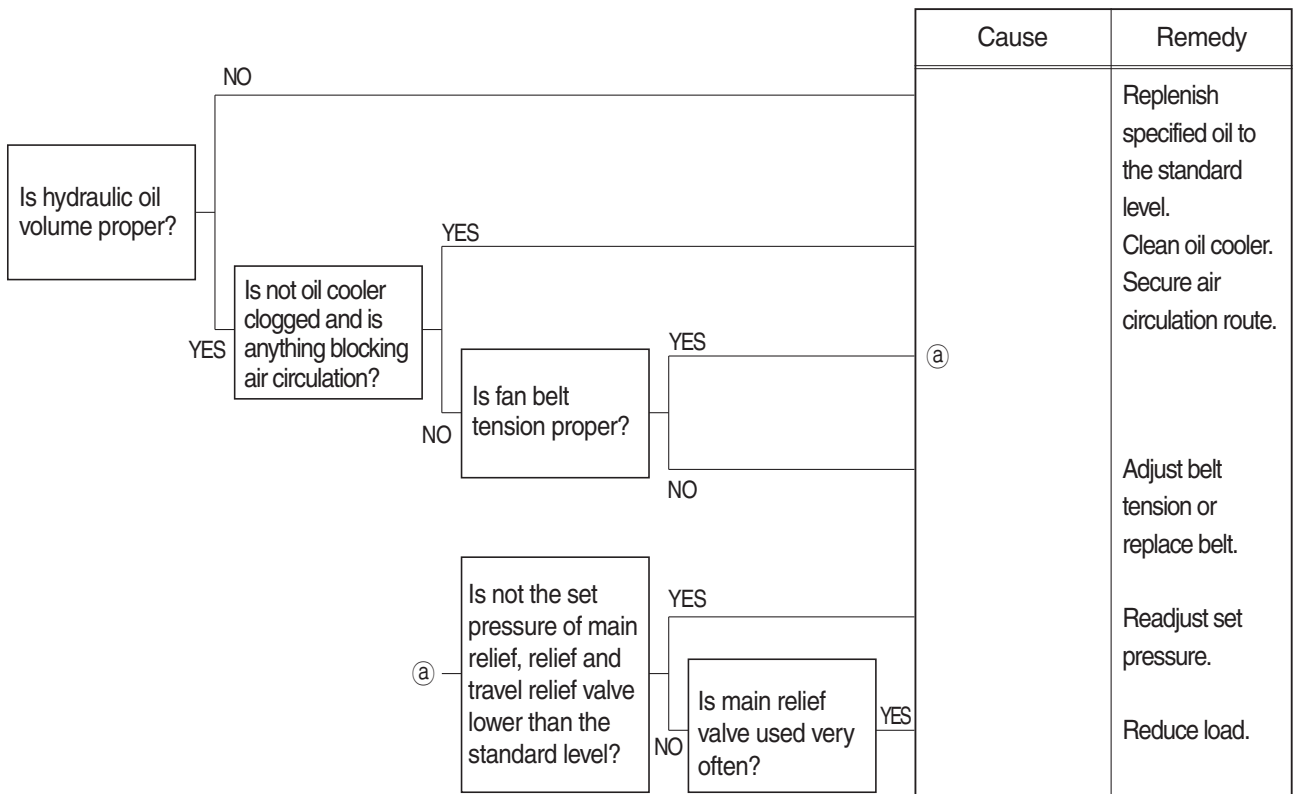 Cause
Remedy
NO
Replenish
specified oil to
the standard
level.
Is hydraulic oil
volume proper?
YES
Clean oil cooler.
Secure air
circulation route.
Is not oil cooler
clogged and is
anything blocking
air circulation?
YES
YES
ⓐ
Is fan belt
tension proper?
NO
NO
Adjust belt
tension or
replace belt.
ⓐ
Is not the set
pressure of main
relief, relief and
travel relief valve
lower than the
standard level?
YES
Readjust set
pressure.
NO
Is main relief
valve used very
often?
YES
Reduce load.